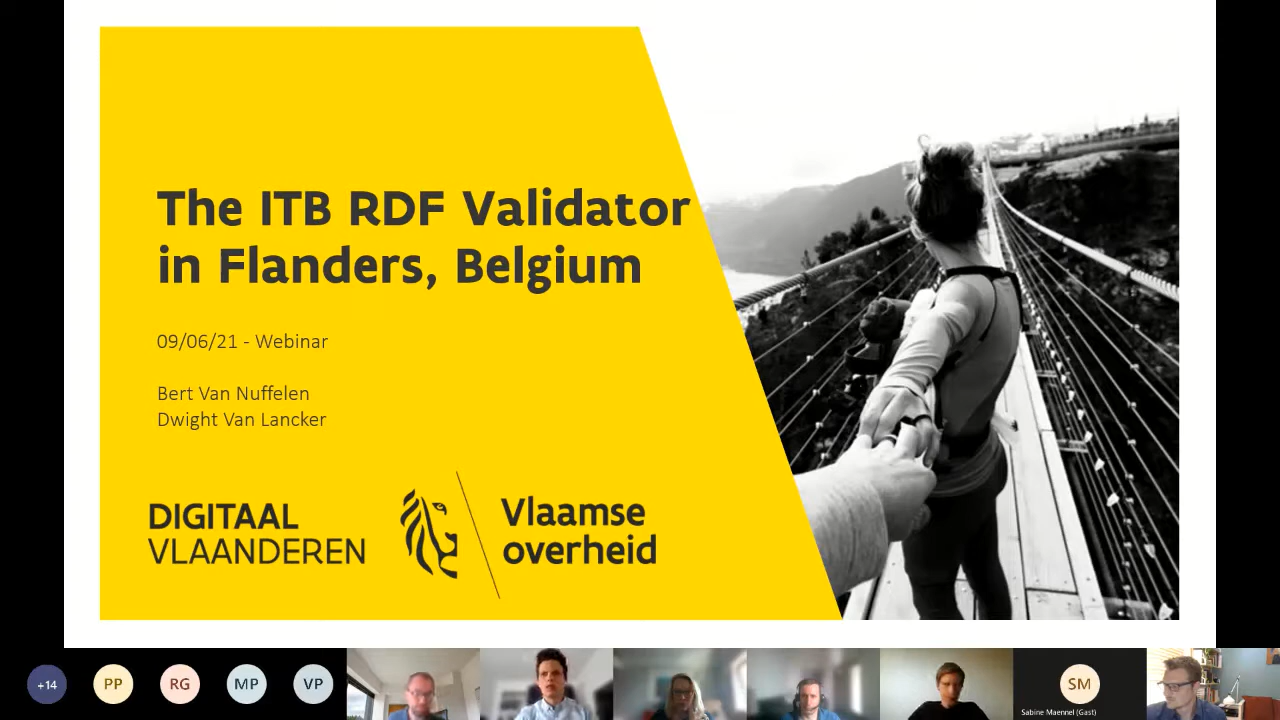 The ITB RDF Validator
in Flanders, Belgium
09/06/21 - Webinar
Bert Van Nuffelen
Dwight Van Lancker
DIGITAAL
VLAANDEREN
Vlaamse
overheid
+14
PP
RG
MP
VP
SM
Sabine Maennel (Gast)